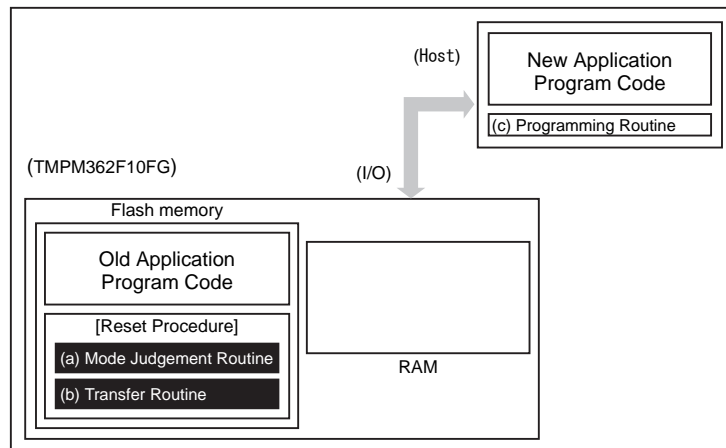 (Host)
New Application
Program Code
(c) Programming Routine
(TMPM362F10FG)
(I/O)
Flash memory
Old Application
Program Code
[Reset Procedure]
(a) Mode Judgement Routine
(b) Transfer Routine
RAM